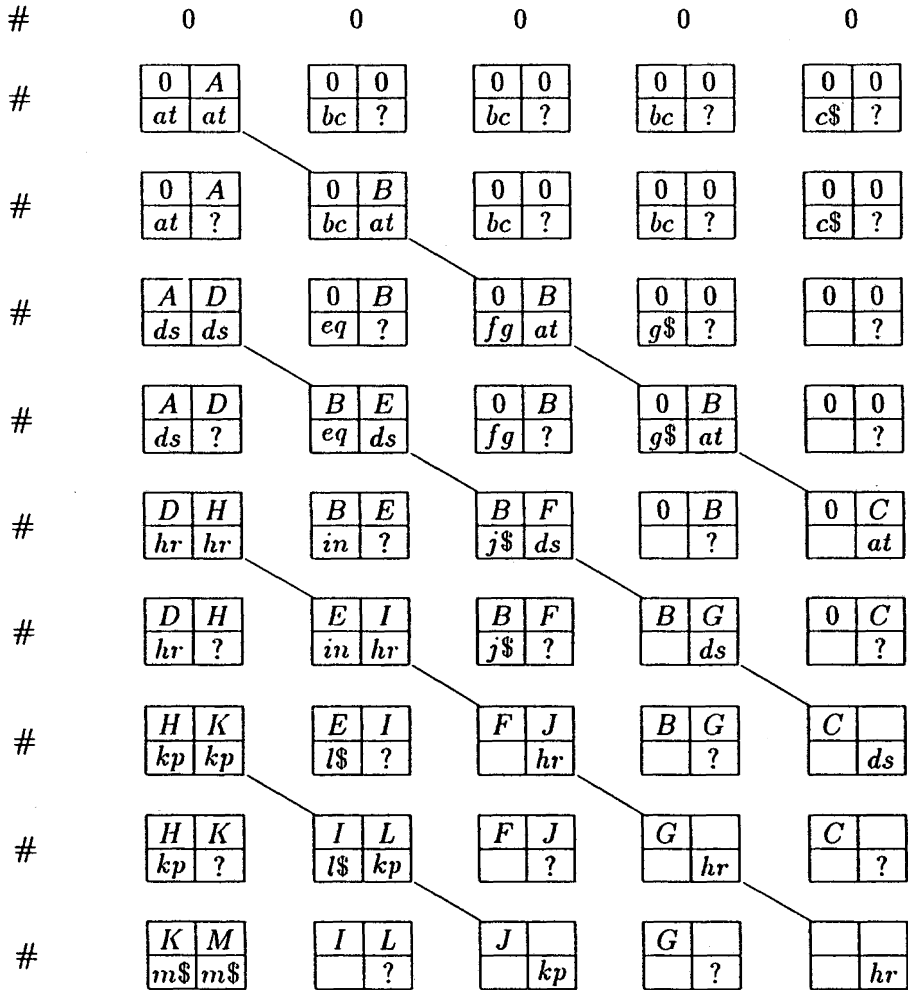 # 0 0 0 0 0
0 A 0 0 0 0 0 0 0 0
# at at bc ? bc ? bc ? c$ ?
0 A 0 B 0 0 0 0 0 0
# at ? bc at bc ? bc ? c$ ?
A D 0 B 0 B 0 0 0 0
# ds ds eq ? fg at g$ ? ?
A D B E 0 B 0 B 0 0
# ds ? eq ds fg ? g$ at ?
D H B E B F 0 B 0 C
# hr hr in ? j$ ds ? at
D H E I B F B G 0 C
# hr ? in hr j$ ? ds ?
H K E I F J B G C
# kp kp l$ ? hr ? ds
H K I L F J G C
# kp ? l$ kp ? hr ?
K M I L J G
# m$ m$ ? kp ? hr